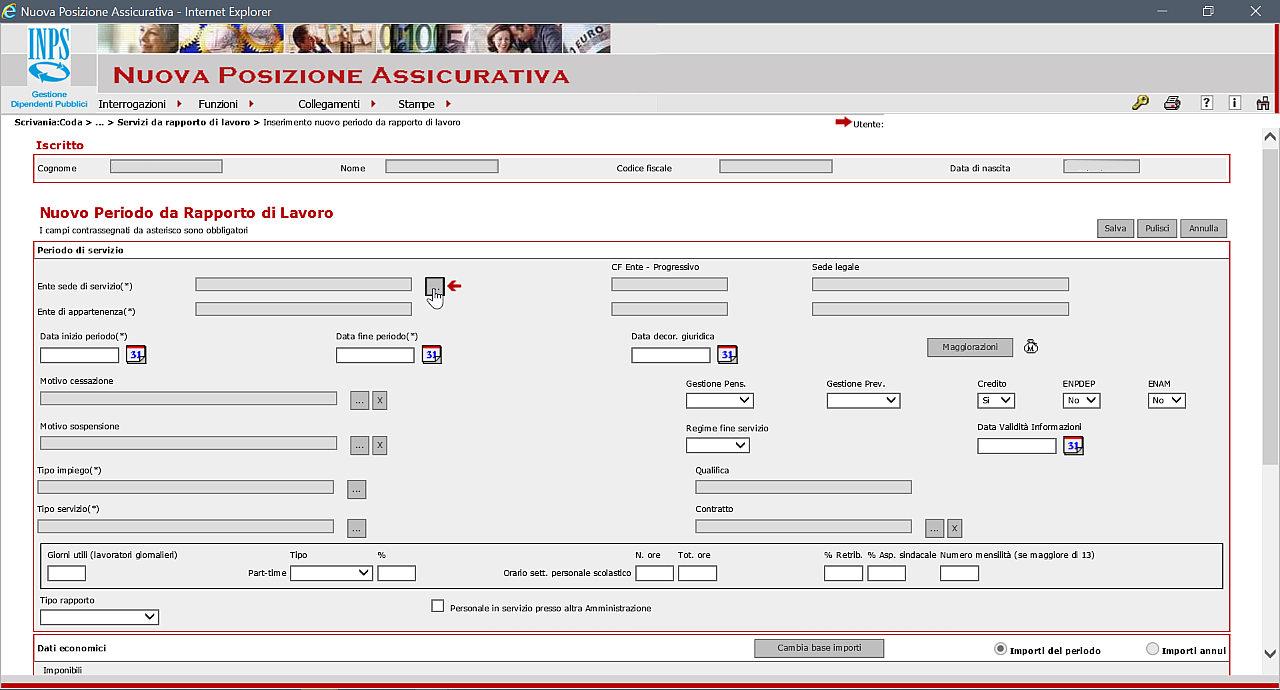 Nuova Posizione Assicurativa - Internet Explorer
INPS
Gestione
Dipendenti Pubblici
Nuova Posizione Assicurativa
Interrogazioni Funzioni Collegamenti Stampe
Scrivania:Coda > ... > Servizi da rapporto di lavoro > Inserimento nuovo periodo da rapporto di lavoro
Utente:
Iscritto
Cognome Nome Codice fiscale Data di nascita
Nuovo Periodo da Rapporto di Lavoro
I campi contrassegnati da asterisco sono obbligatori
Salva Pulisci Annulla
Periodo di servizio
CF Ente - Progressivo Sede legale
Ente sede di servizio(*)
Ente di appartenenza(*)
Data inizio periodo(*) Data fine periodo(*) Data decor. giuridica
31 31 31 Maggiorazioni M
Motivo cessazione Gestione Pens. Gestione Prev. Credito ENPDEP ENAM
... X Si No No
Motivo sospensione Regime fine servizio Data Validità Informazioni
... X 31
Tipo impiego(*) Qualifica
...
Tipo servizio(*) Contratto
... ... X
Giorni utili (lavoratori giornalieri) Tipo % N. ore Tot. ore % Retrib. % Asp. sindacale Numero mensilità (se maggiore di 13)
Part-time Orario sett. personale scolastico
Tipo rapporto
Personale in servizio presso altra Amministrazione
Dati economici Cambia base importi Importi del periodo Importi annui
Imponibili